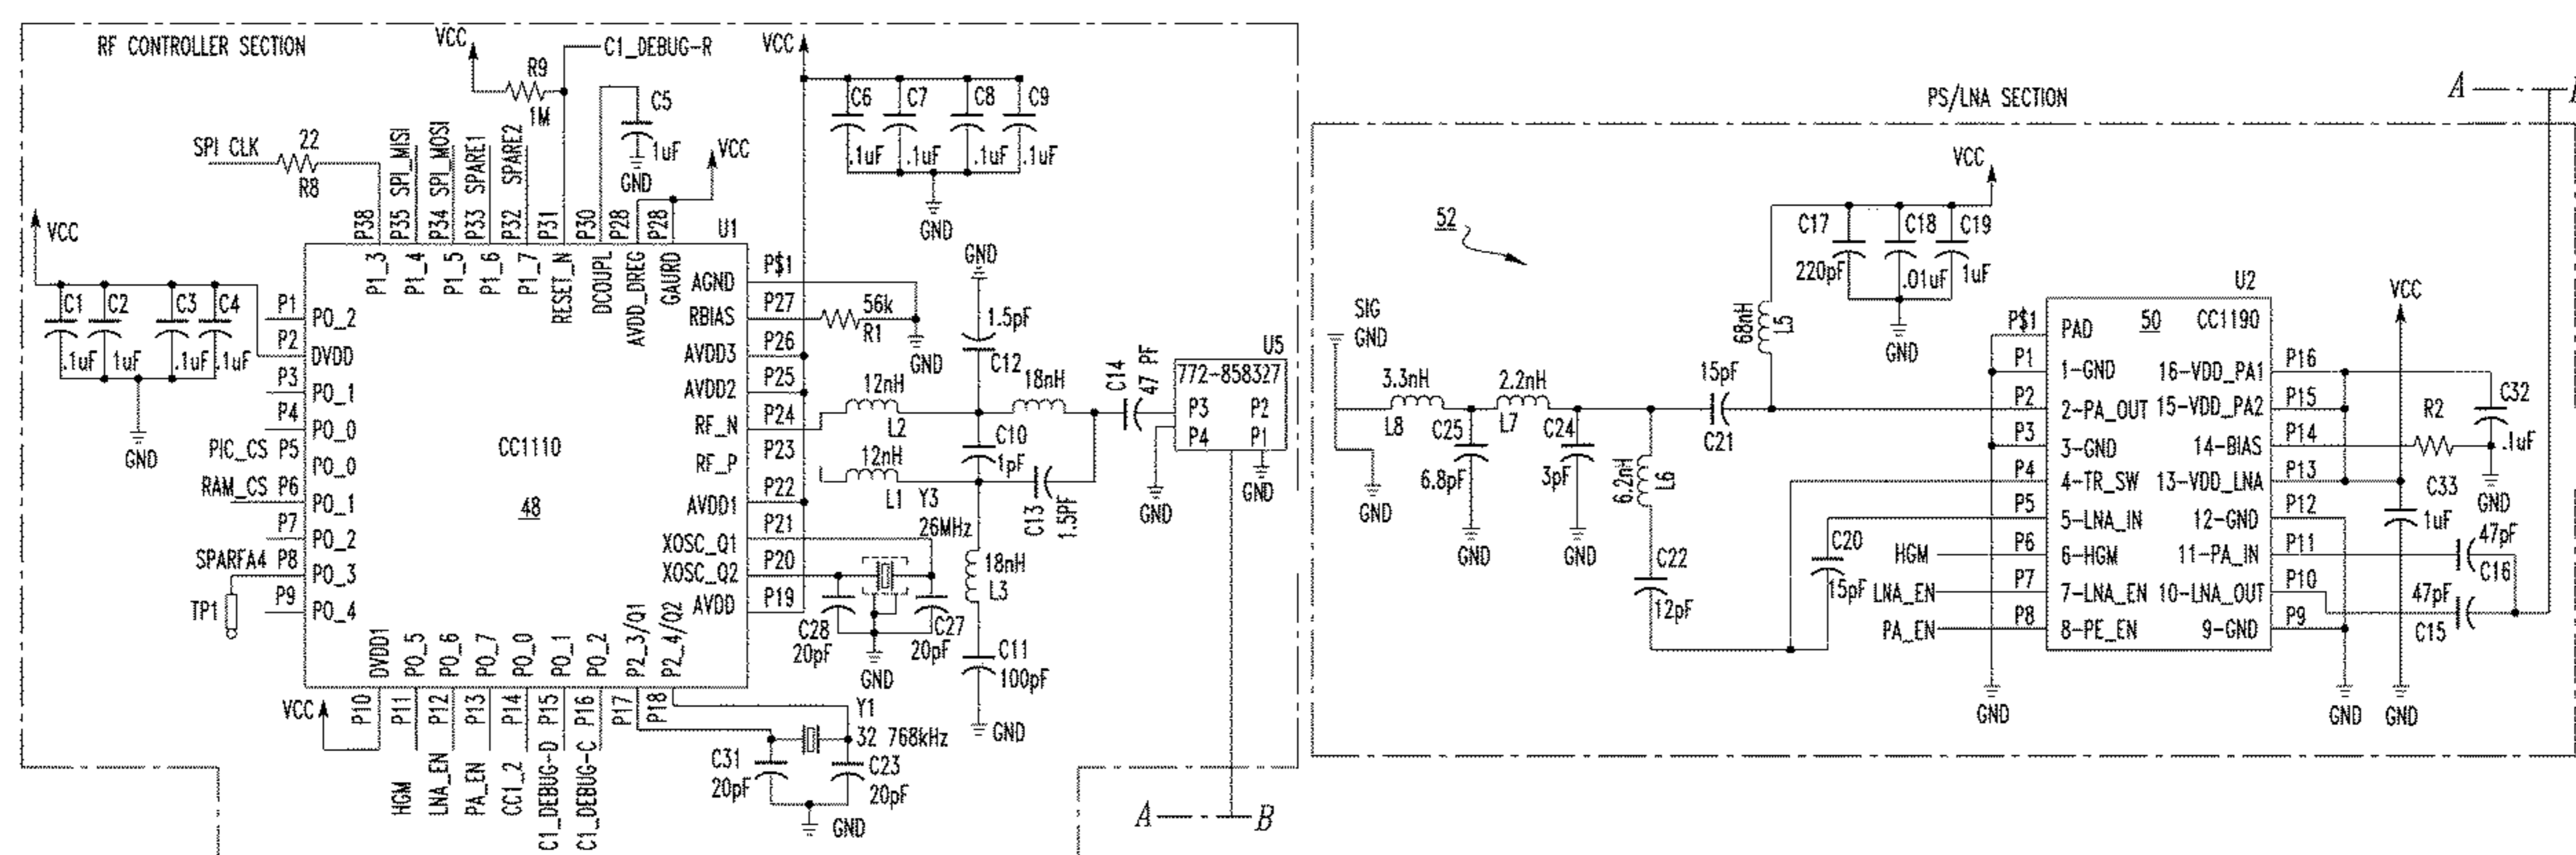 RF CONTROLLER SECTION
VCC
R9
1M
C1_DEBUG-R
C5
1uF
GND
VCC
VCC
C6
C7
C8
C9
.1uF
.1uF
.1uF
.1uF
GND
SPI CLK
22
R8
SPI_MISI
SPI_MOSI
SPARE1
SPARE2
P38
P35
P34
P33
P32
P31
P30
P28
P28
U1
P1_3
P1_4
P1_5
P1_6
P1_7
RESET_N
DCOUPL
AVDD_DREG
GAURD
VCC
C1
C2
C3
C4
.1uF
1uF
.1uF
.1uF
GND
P1
PO_2
P2
DVDD
P3
PO_1
P4
PO_0
PIC_CS P5
PO_0
RAM_CS P6
PO_1
P7
PO_2
SPARFA4 P8
PO_3
P9
PO_4
TP1
CC1110
48
AGND
P$1
RBIAS
P27
56k
R1
GND
AVDD3
P26
AVDD2
P25
RF_N
P24
P23
RF_P
AVDD1
P22
P21
XOSC_Q1
XOSC_Q2
P20
AVDD
P19
12nH
L2
12nH
L1
GND
1.5pF
C12
18nH
C10
1pF
C13
1.5PF
C14
47 PF
U5
772-858327
P3
P2
P4
P1
GND
GND
Y3
26MHz
C28
20pF
C27
20pF
GND
18nH
L3
C11
100pF
GND
DVDD1
PO_5
PO_6
PO_7
PO_0
PO_1
PO_2
P2_3/Q1
P2_4/Q2
VCC
P10
P11
P12
P13
P14
P15
P16
P17
P18
HGM
LNA_EN
PA_EN
CC1_2
C1_DEBUG-D
C1_DEBUG-C
Y1
32 768kHz
C31
20pF
C23
20pF
GND
A
B
PS/LNA SECTION
A
52
VCC
C17
C18
C19
220pF
.01uF
1uF
GND
68nH
L5
SIG
GND
GND
3.3nH
L8
C25
6.8pF
GND
2.2nH
L7
C24
3pF
GND
6.2nH
L6
15pF
C21
C22
12pF
C20
15pF
U2
50
CC1190
P$1
PAD
P1
1-GND
P2
2-PA_OUT
P3
3-GND
P4
4-TR_SW
P5
5-LNA_IN
HGM
P6
6-HGM
LNA_EN
P7
7-LNA_EN
PA_EN
P8
8-PE_EN
GND
16-VDD_PA1
P16
15-VDD_PA2
P15
14-BIAS
P14
13-VDD_LNA
P13
12-GND
P12
11-PA_IN
P11
10-LNA_OUT
P10
9-GND
P9
VCC
R2
C32
.1uF
GND
C33
1uF
47pF
C16
47pF
C15
GND
GND